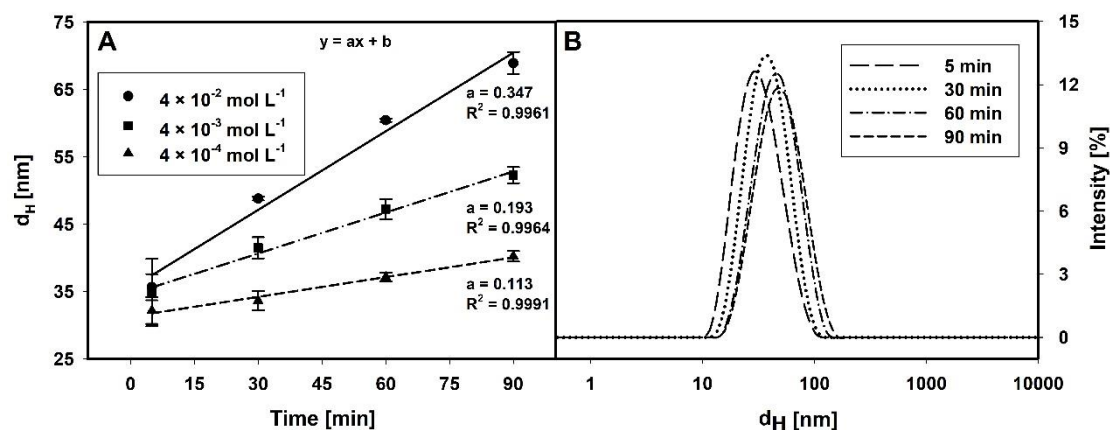 A
y = ax + b
4 × 10⁻² mol L⁻¹
4 × 10⁻³ mol L⁻¹
4 × 10⁻⁴ mol L⁻¹
a = 0.347
R² = 0.9961
a = 0.193
R² = 0.9964
a = 0.113
R² = 0.9991
75
65
55
45
35
25
dH [nm]
0
15
30
45
60
75
90
Time [min]
B
5 min
30 min
60 min
90 min
15
12
9
6
3
0
Intensity [%]
1
10
100
1000
10000
dH [nm]